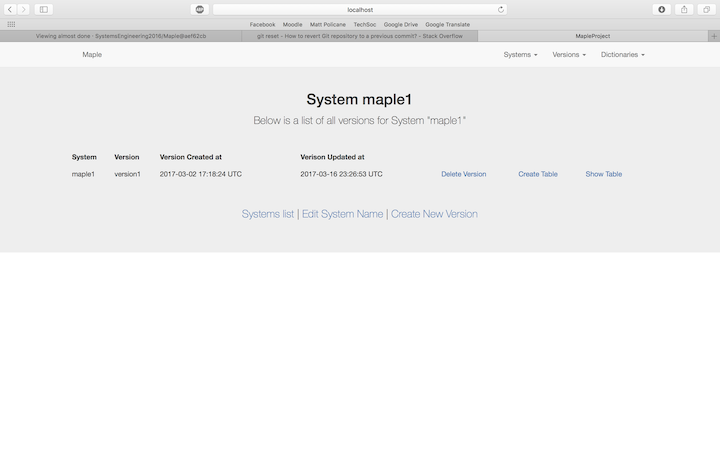 ABP
localhost
Facebook Moodle Matt Policane TechSoc Google Drive Google Translate
Viewing almost done · SystemsEngineering2016/Maple@aef62cb
git reset - How to revert Git repository to a previous commit? - Stack Overflow
MapleProject
Maple Systems Versions Dictionaries
System maple1
Below is a list of all versions for System "maple1"
System Version Version Created at Verison Updated at
maple1 version1 2017-03-02 17:18:24 UTC 2017-03-16 23:26:53 UTC Delete Version Create Table Show Table
Systems list | Edit System Name | Create New Version